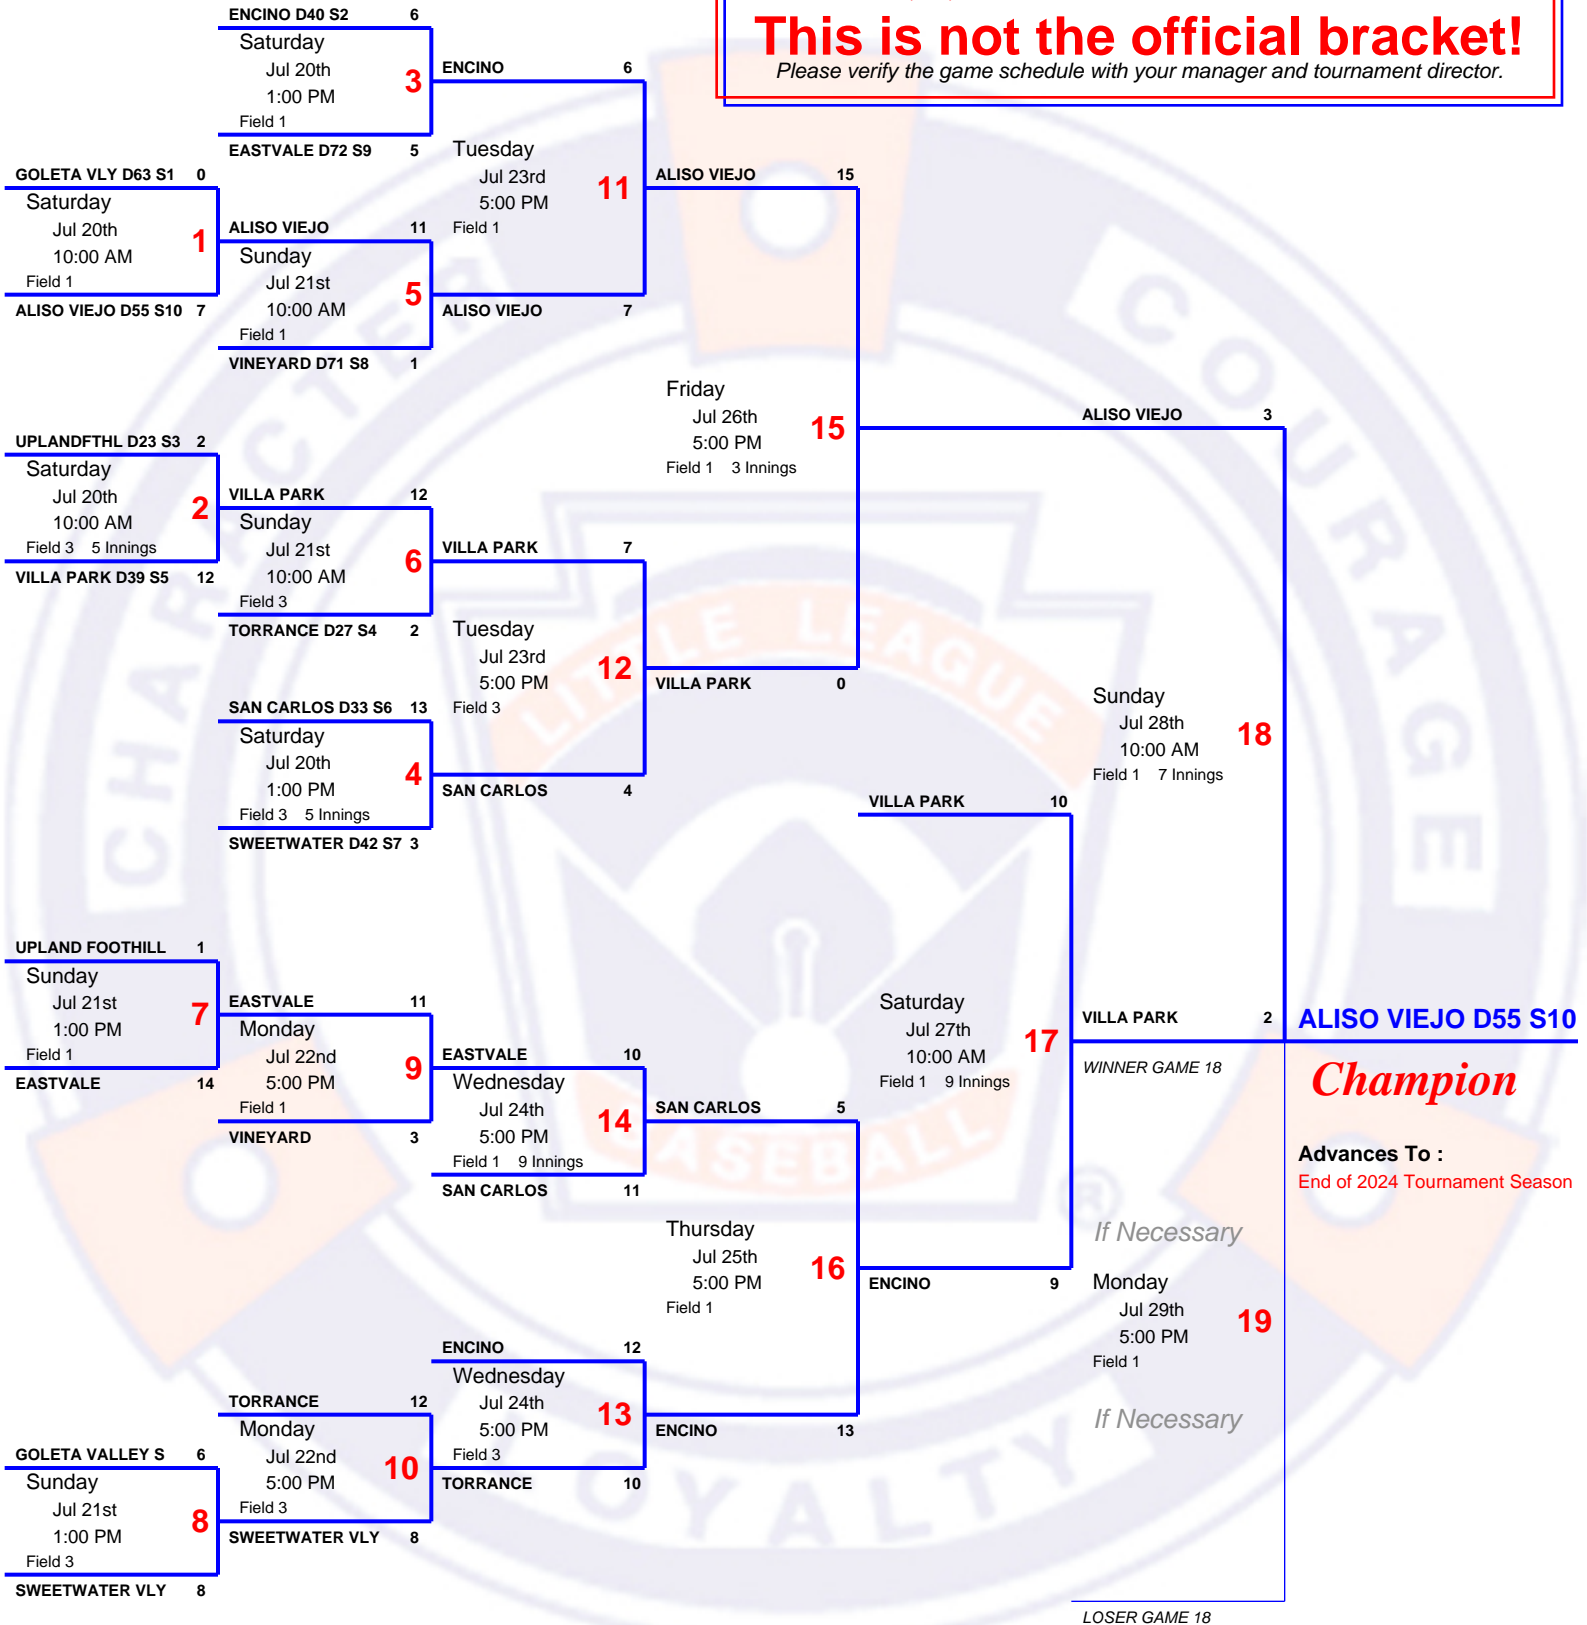 This is not the official bracket!
Please verify the game schedule with your manager and tournament director.
ENCINO D40 S2 6
Saturday
Jul 20th
1:00 PM
Field 1
3
EASTVALE D72 S9 5
ENCINO 6
Tuesday
Jul 23rd
5:00 PM
Field 1
11
GOLETA VLY D63 S1 0
Saturday
Jul 20th
10:00 AM
Field 1
1
ALISO VIEJO D55 S10 7
ALISO VIEJO 11
Sunday
Jul 21st
10:00 AM
Field 1
5
VINEYARD D71 S8 1
ALISO VIEJO 7
ALISO VIEJO 15
Friday
Jul 26th
5:00 PM
Field 1 3 Innings
15
ALISO VIEJO 3
UPLANDFTHL D23 S3 2
Saturday
Jul 20th
10:00 AM
Field 3 5 Innings
2
VILLA PARK D39 S5 12
VILLA PARK 12
Sunday
Jul 21st
10:00 AM
Field 3
6
TORRANCE D27 S4 2
VILLA PARK 7
Tuesday
Jul 23rd
5:00 PM
Field 3
12
VILLA PARK 0
SAN CARLOS D33 S6 13
Saturday
Jul 20th
1:00 PM
Field 3 5 Innings
4
SWEETWATER D42 S7 3
SAN CARLOS 4
Sunday
Jul 28th
10:00 AM
Field 1 7 Innings
18
VILLA PARK 10
UPLAND FOOTHILL 1
Sunday
Jul 21st
1:00 PM
Field 1
7
EASTVALE 14
EASTVALE 11
Monday
Jul 22nd
5:00 PM
Field 1
9
VINEYARD 3
EASTVALE 10
Wednesday
Jul 24th
5:00 PM
Field 1 9 Innings
14
SAN CARLOS 11
SAN CARLOS 5
Saturday
Jul 27th
10:00 AM
Field 1 9 Innings
17
VILLA PARK 2
WINNER GAME 18
ALISO VIEJO D55 S10
Champion
Advances To :
End of 2024 Tournament Season
Thursday
Jul 25th
5:00 PM
Field 1
16
ENCINO 9
If Necessary
Monday
Jul 29th
5:00 PM
Field 1
19
If Necessary
ENCINO 12
Wednesday
Jul 24th
5:00 PM
Field 3
13
TORRANCE 10
ENCINO 13
TORRANCE 12
Monday
Jul 22nd
5:00 PM
Field 3
10
SWEETWATER VLY 8
GOLETA VALLEY S 6
Sunday
Jul 21st
1:00 PM
Field 3
8
SWEETWATER VLY 8
LOSER GAME 18
CHARACTER
COURAGE
LOYALTY
LITTLE LEAGUE
BASEBALL
®